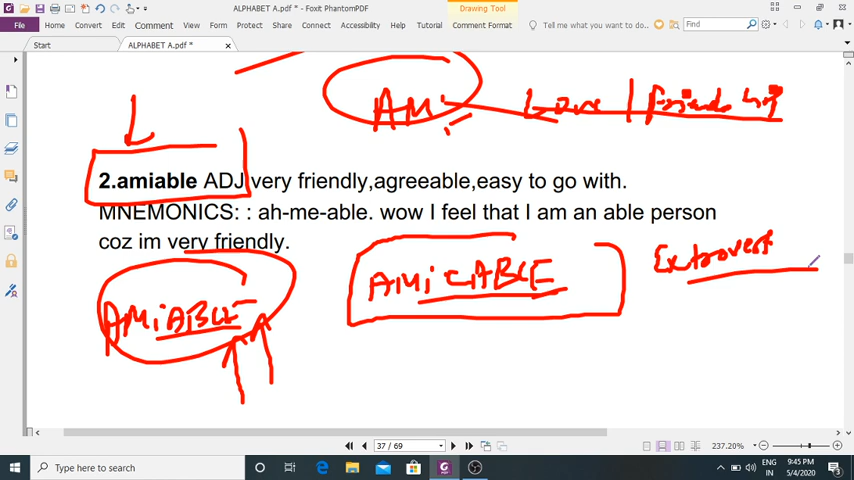 ALPHABET A.pdf * - Foxit PhantomPDF
Drawing Tool
File Home Convert Edit Comment View Form Protect Share Connect Accessibility Help Tutorial Comment Format Tell me what you want to do.. Find
Start ALPHABET A.pdf *
AMi Love | Friendship
2.amiable ADJ very friendly,agreeable,easy to go with.
MNEMONICS: : ah-me-able. wow I feel that I am an able person
coz im very friendly.
Extrovert
AMiCABLE
AMiABLE
37 / 69 237.20%
Type here to search ENG 9:45 PM
IN 5/4/2020 3